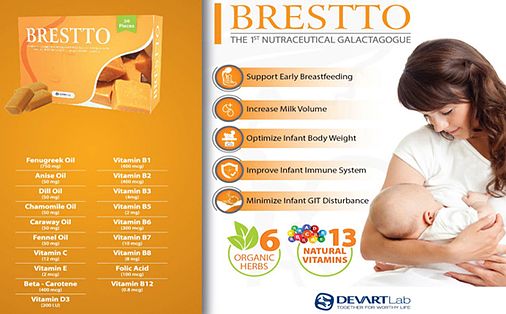 30
Pieces
BRESTTO
Fenugreek Oil
(750 mg)
Anise Oil
(50 mg)
Dill Oil
(50 mg)
Chamomile Oil
(50 mg)
Caraway Oil
(50 mg)
Fennel Oil
(50 mg)
Vitamin C
(12 mg)
Vitamin E
(2 mcg)
Beta - Carotene
(400 mcg)
Vitamin D3
(200 I.U)
Vitamin B1
(400 mcg)
Vitamin B2
(400 mcg)
Vitamin B3
(4mg)
Vitamin B5
(2 mg)
Vitamin B6
(300 mcg)
Vitamin B7
(10 mcg)
Vitamin B8
(8 mg)
Folic Acid
(100 mcg)
Vitamin B12
(0.8 mcg)
BRESTTO
THE 1ST NUTRACEUTICAL GALACTAGOGUE
Support Early Breastfeeding
Increase Milk Volume
Optimize Infant Body Weight
Improve Infant Immune System
Minimize Infant GIT Disturbance
6
ORGANIC
HERBS
13
NATURAL
VITAMINS
DEVARTLab
TOGETHER FOR WORTHY LIFE